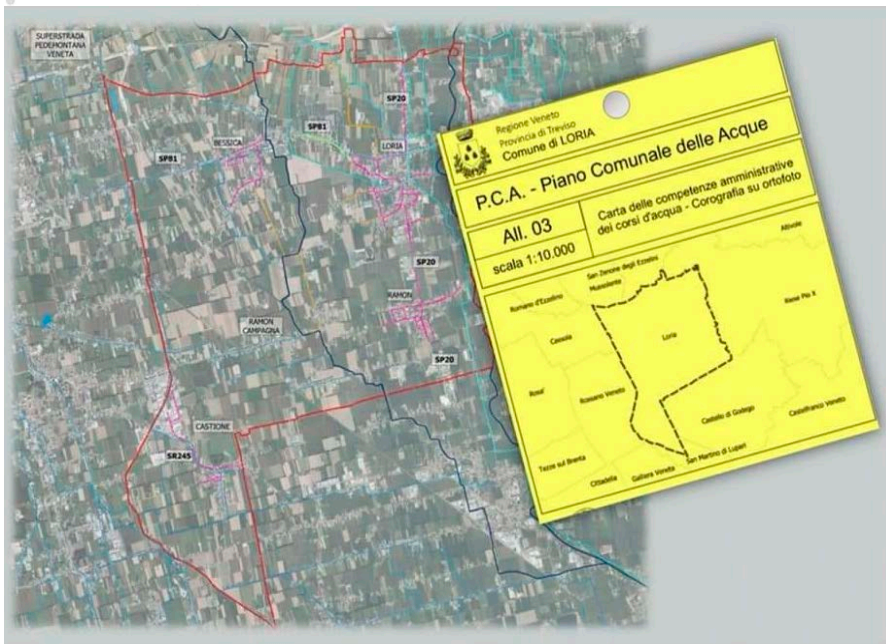 SUPERSTRADA
PEDEMONTANA
VENETA
SP20
SP81
BESSICA
LORIA
SP81
SP20
RAMON
RAMON
CAMPAGNA
SP20
CASTIONE
SR245
Regione Veneto
Provincia di Treviso
Comune di LORIA
P.C.A. - Piano Comunale delle Acque
All. 03
scala 1:10.000
Carta delle competenze amministrative
dei corsi d'acqua - Corografia su ortofoto
Altivole
San Zenone degli Ezzelini
Mussolente
Romano d'Ezzelino
Riese Pio X
Cassola
Loria
Rosa'
Rossano Veneto
Castello di Godego
Castelfranco Veneto
Tezze sul Brenta
San Martino di Lupari
Cittadella
Galliera Veneta